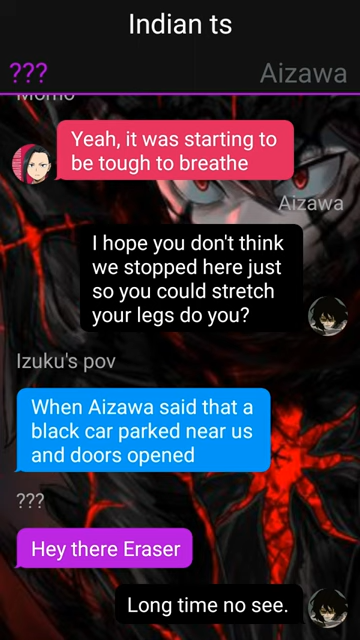 Indian ts
??? Aizawa
Momo
Yeah, it was starting to
be tough to breathe
Aizawa
I hope you don't think
we stopped here just
so you could stretch
your legs do you?
Izuku's pov
When Aizawa said that a
black car parked near us
and doors opened
???
Hey there Eraser
Long time no see.